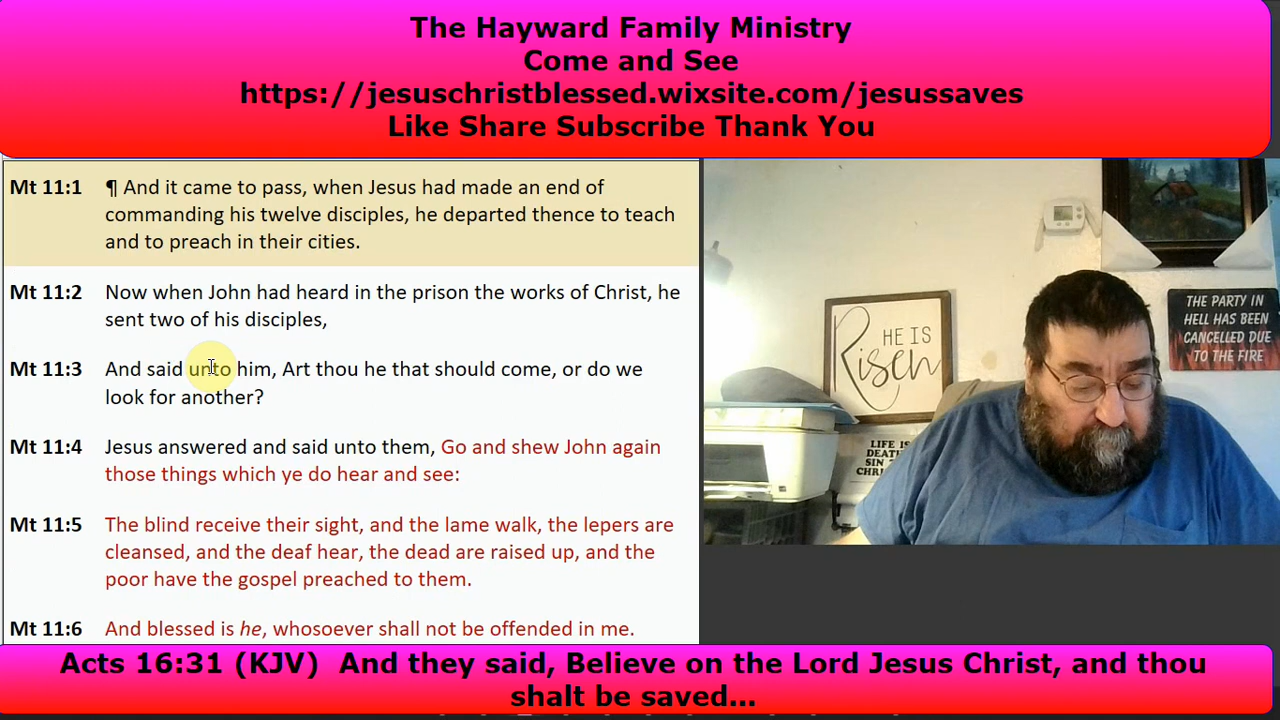 The Hayward Family Ministry
Come and See
https://jesuschristblessed.wixsite.com/jesussaves
Like Share Subscribe Thank You
Mt 11:1 ¶ And it came to pass, when Jesus had made an end of
commanding his twelve disciples, he departed thence to teach
and to preach in their cities.
Mt 11:2 Now when John had heard in the prison the works of Christ, he
sent two of his disciples,
Mt 11:3 And said unto him, Art thou he that should come, or do we
look for another?
Mt 11:4 Jesus answered and said unto them, Go and shew John again
those things which ye do hear and see:
Mt 11:5 The blind receive their sight, and the lame walk, the lepers are
cleansed, and the deaf hear, the dead are raised up, and the
poor have the gospel preached to them.
Mt 11:6 And blessed is he, whosoever shall not be offended in me.
HE IS
Risen
THE PARTY IN
HELL HAS BEEN
CANCELLED DUE
TO THE FIRE
LIFE IS
DEATH
SIN
CHRI
Acts 16:31 (KJV) And they said, Believe on the Lord Jesus Christ, and thou
shalt be saved...